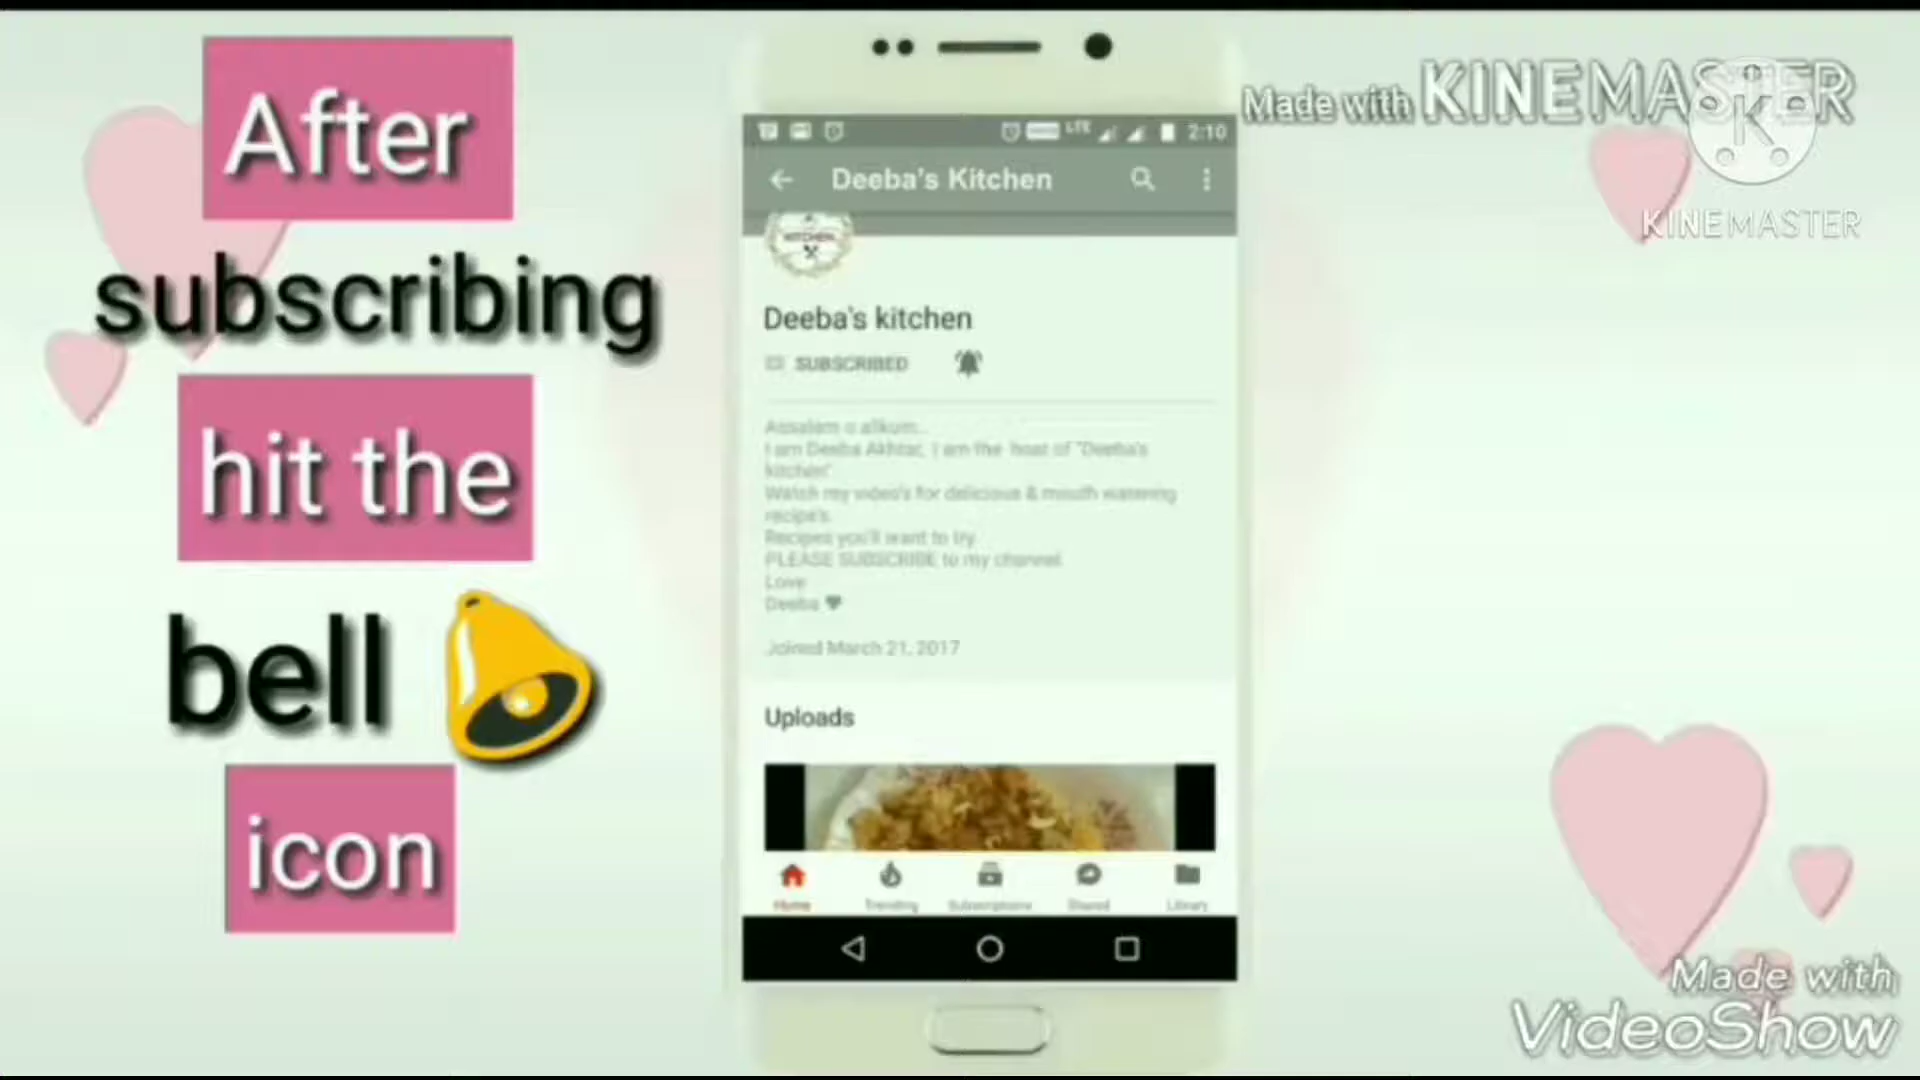 After
subscribing
hit the
bell
icon
LTE 2:10
Deeba's Kitchen
KITCHEN
Deeba's kitchen
SUBSCRIBED
Assalam o alikum...
I am Deeba Akhtar, I am the host of "Deeba's
kitchen"
Watch my video's for delicious & mouth watering
recipe's.
Recipes you'll want to try.
PLEASE SUBSCRIBE to my channel
Love
Deeba
Joined March 21, 2017
Uploads
Home Trending Subscriptions Shared Library
Made with KINEMASTER
K
KINEMASTER
Made with
VideoShow